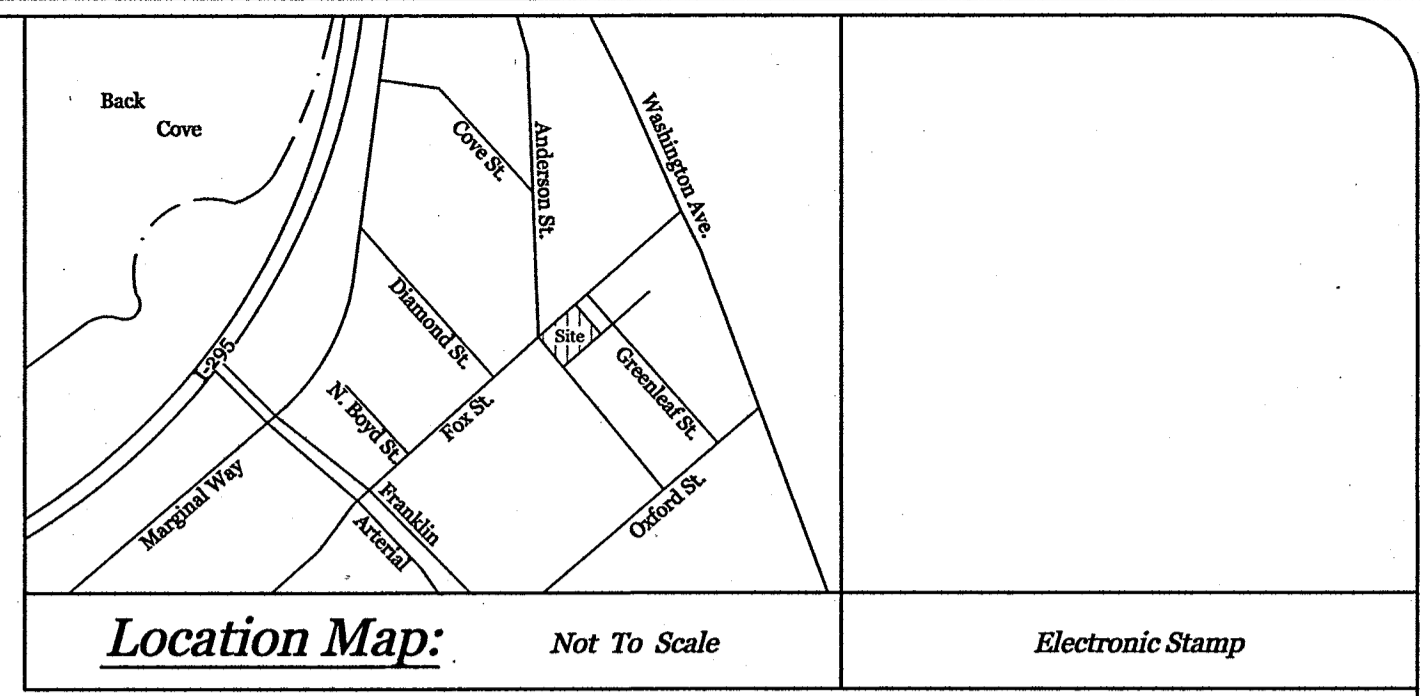 Back
Cove
Washington Ave.
Cove St.
Anderson St.
Diamond St.
Site
I-295
Greenleaf St.
N. Boyd St.
Fox St.
Marginal Way
Franklin
Arterial
Oxford St.
Location Map:
Not To Scale
Electronic Stamp